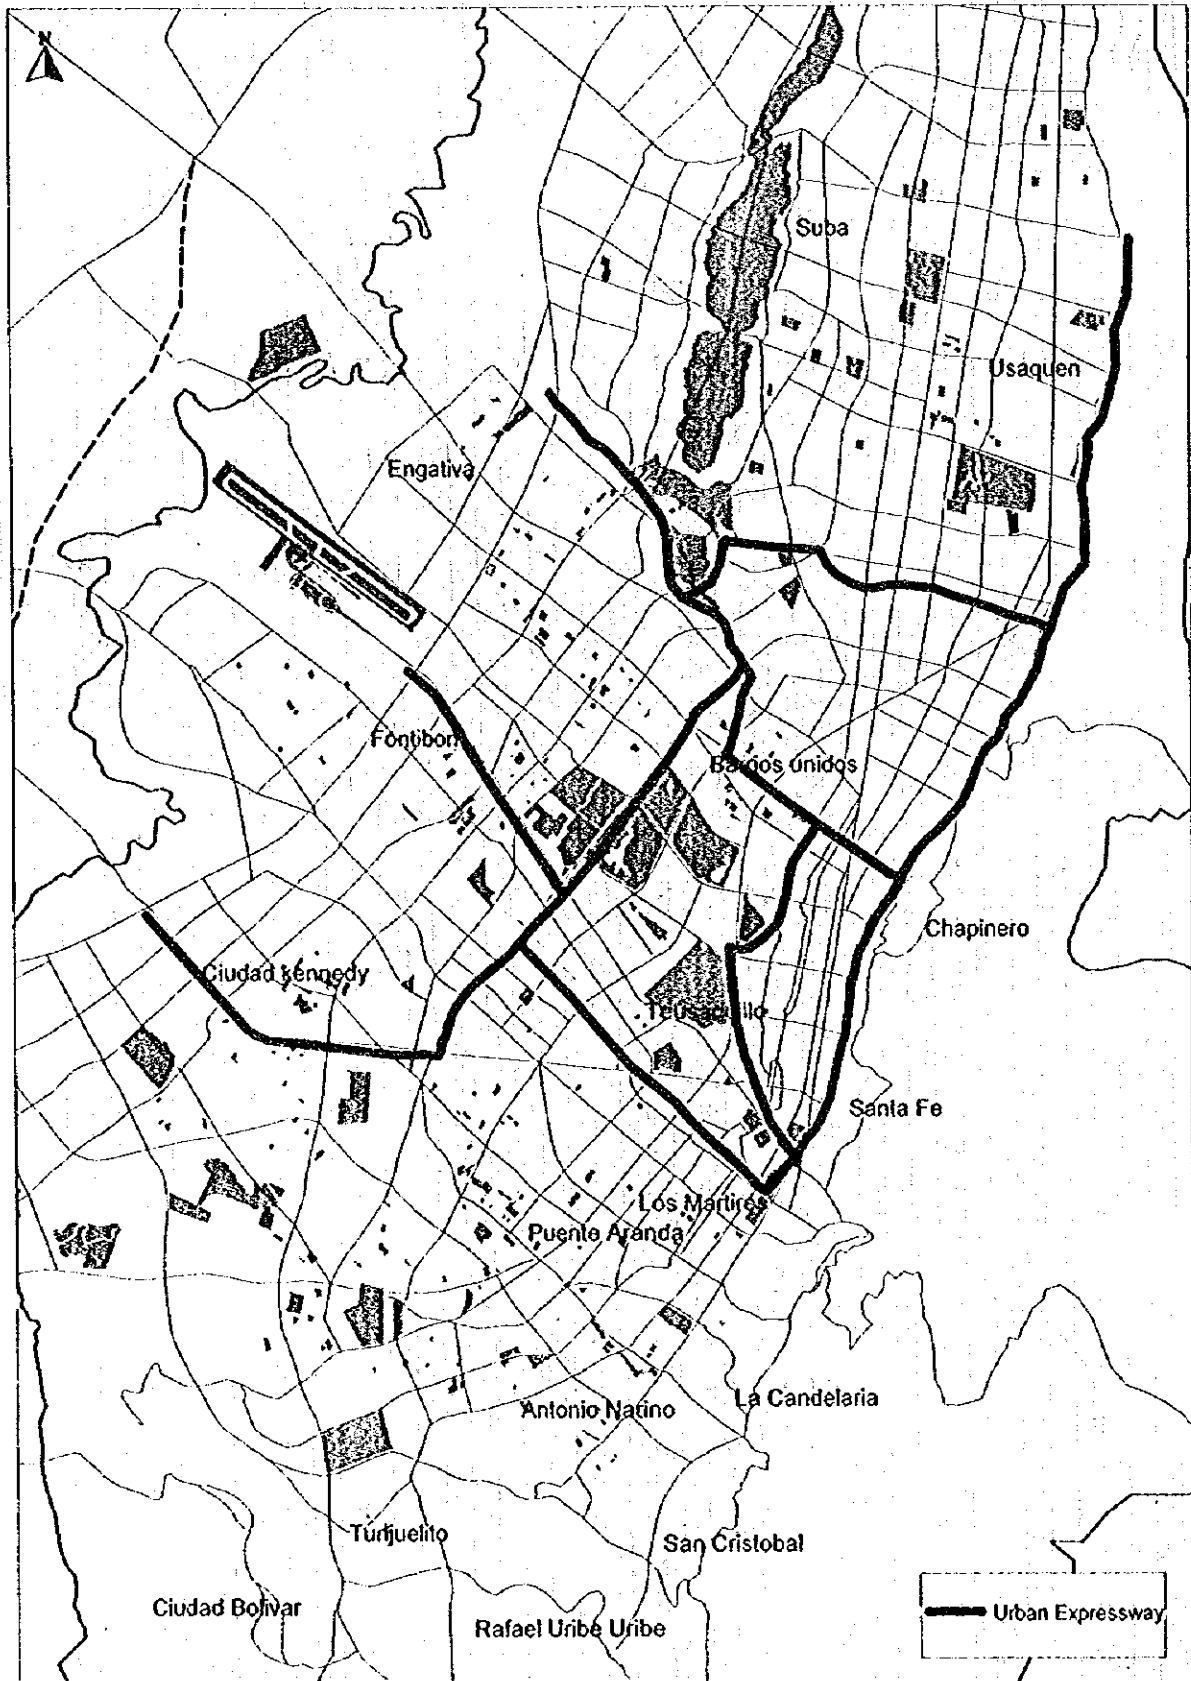 N
Suba
Usaquen
Engativa
Fontibon
Barrios unidos
Chapinero
Ciudad kennedy
Teusaquillo
Santa Fe
Los Martires
Puente Aranda
La Candelaria
Antonio Narino
Tunjuelito
San Cristobal
Ciudad Bolivar
Rafael Uribe Uribe
Urban Expressway